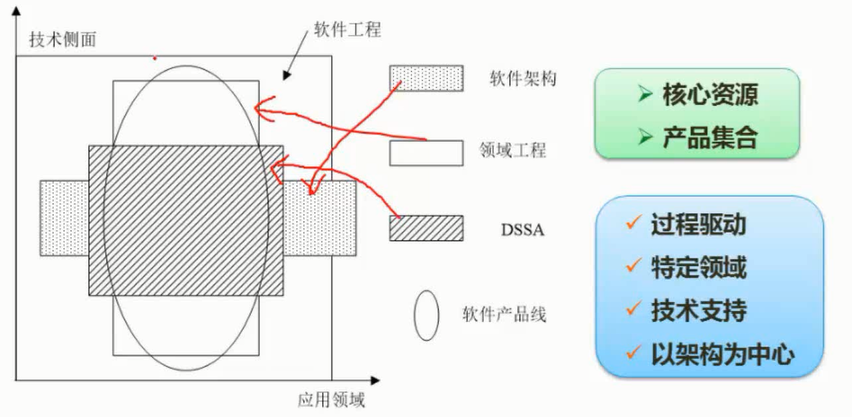 技术侧面
软件工程
软件架构
领域工程
DSSA
软件产品线
应用领域
核心资源
产品集合
过程驱动
特定领域
技术支持
以架构为中心